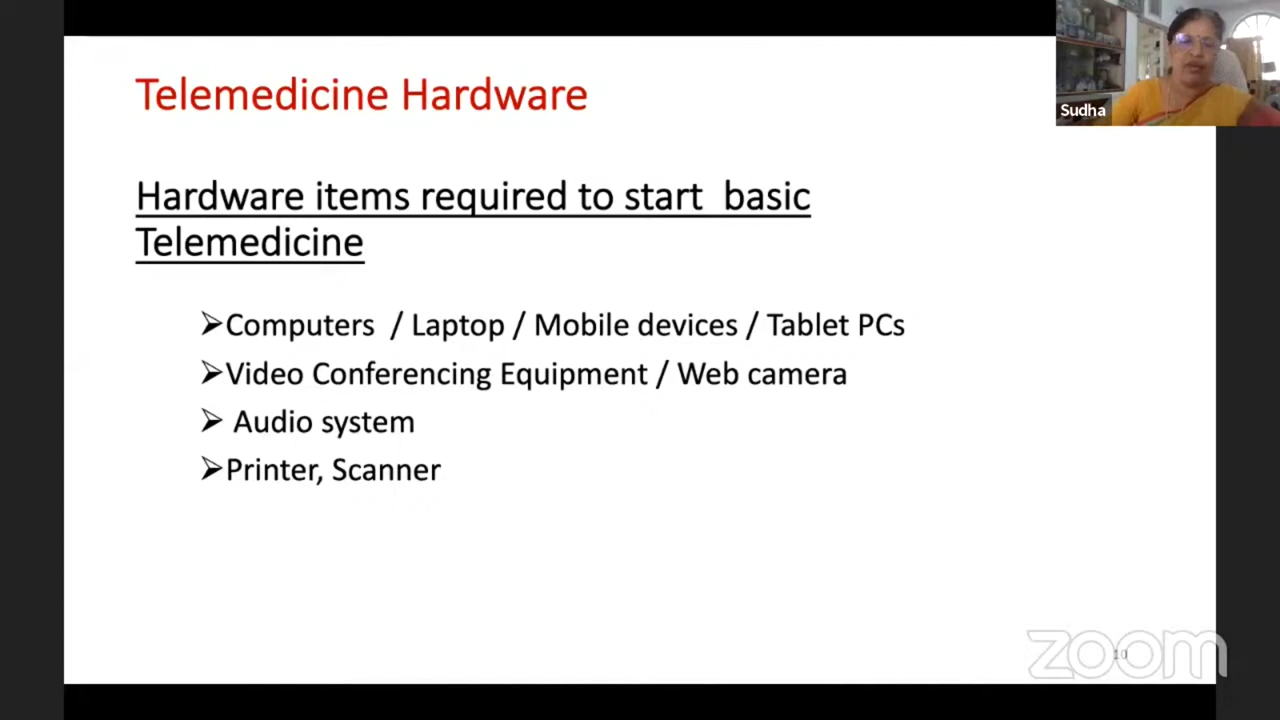 Telemedicine Hardware
Sudha
Hardware items required to start  basic
Telemedicine
➢Computers  / Laptop / Mobile devices / Tablet PCs
➢Video Conferencing Equipment / Web camera
➢ Audio system
➢Printer, Scanner
zoom
10